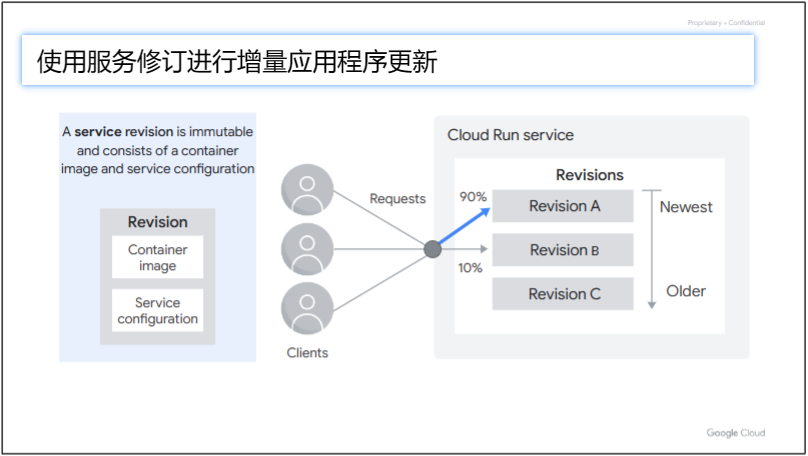 Proprietary + Confidential
使用服务修订进行增量应用程序更新
A service revision is immutable
and consists of a container
image and service configuration
Revision
Container
image
Service
configuration
Clients
Requests
Cloud Run service
Revisions
90%
Revision A
Newest
10%
Revision B
Revision C
Older
Google Cloud